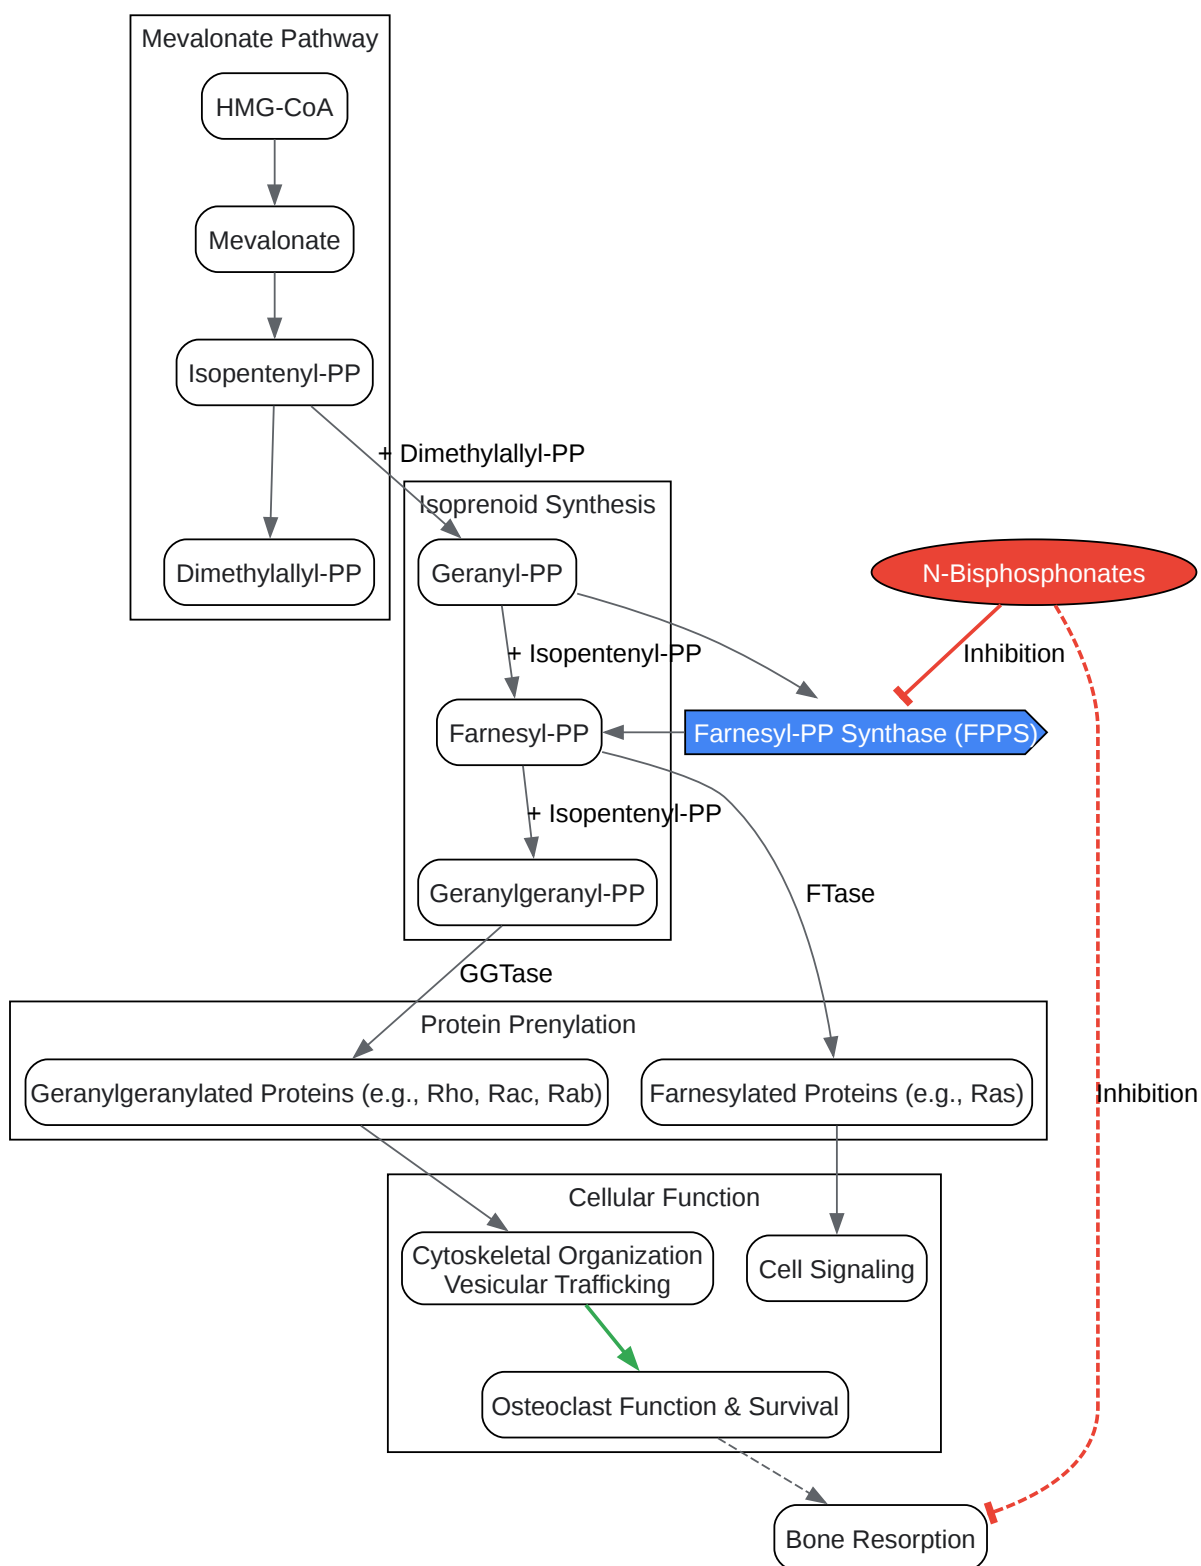 Mevalonate Pathway
HMG-CoA
Mevalonate
Isopentenyl-PP
+ Dimethylallyl-PP
Isoprenoid Synthesis
Dimethylallyl-PP
Geranyl-PP
N-Bisphosphonates
+ Isopentenyl-PP
Inhibition
Farnesyl-PP
Farnesyl-PP Synthase (FPPS)
+ Isopentenyl-PP
Geranylgeranyl-PP
FTase
GGTase
Protein Prenylation
Geranylgeranylated Proteins (e.g., Rho, Rac, Rab)
Farnesylated Proteins (e.g., Ras)
Inhibition
Cellular Function
Cytoskeletal Organization
Vesicular Trafficking
Cell Signaling
Osteoclast Function & Survival
Bone Resorption